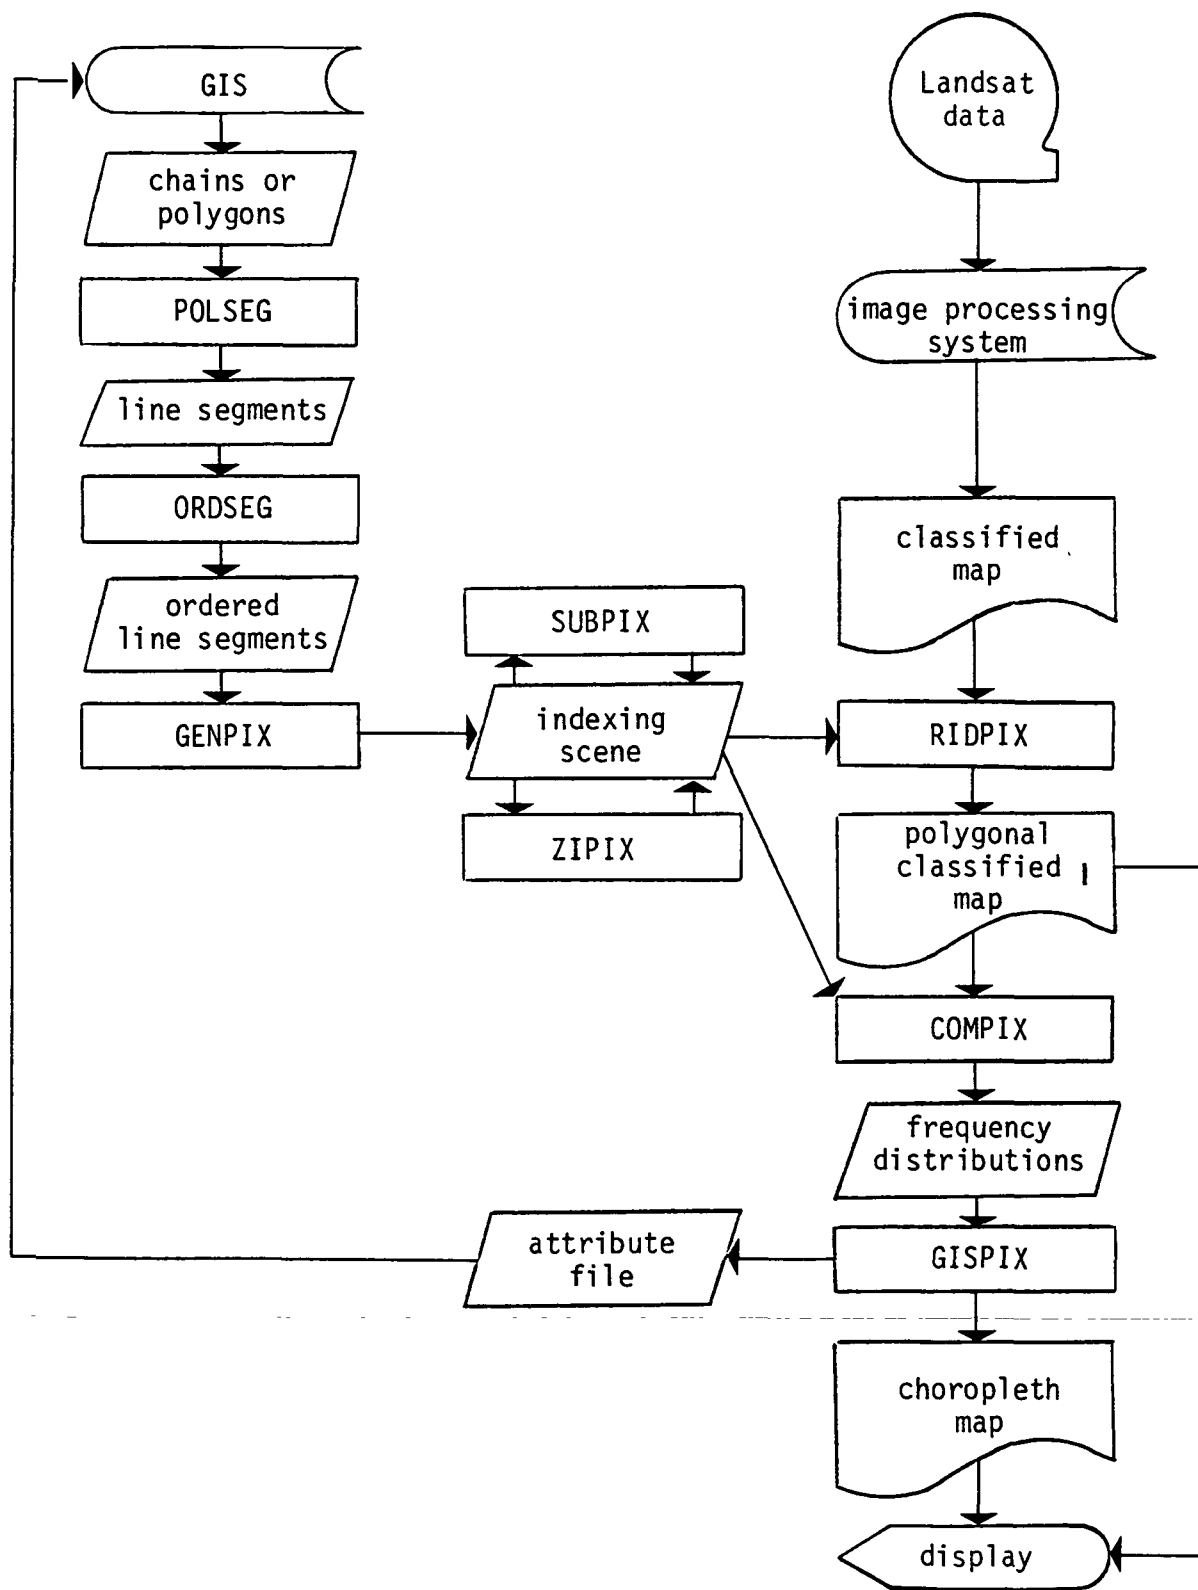 GIS
chains or
polygons
POLSEG
line segments
ORDSEG
ordered
line segments
GENPIX
SUBPIX
indexing
scene
ZIPIX
Landsat
data
image processing
system
classified
map
RIDPIX
polygonal
classified
map
COMPIX
frequency
distributions
GISPIX
attribute
file
choropleth
map
display